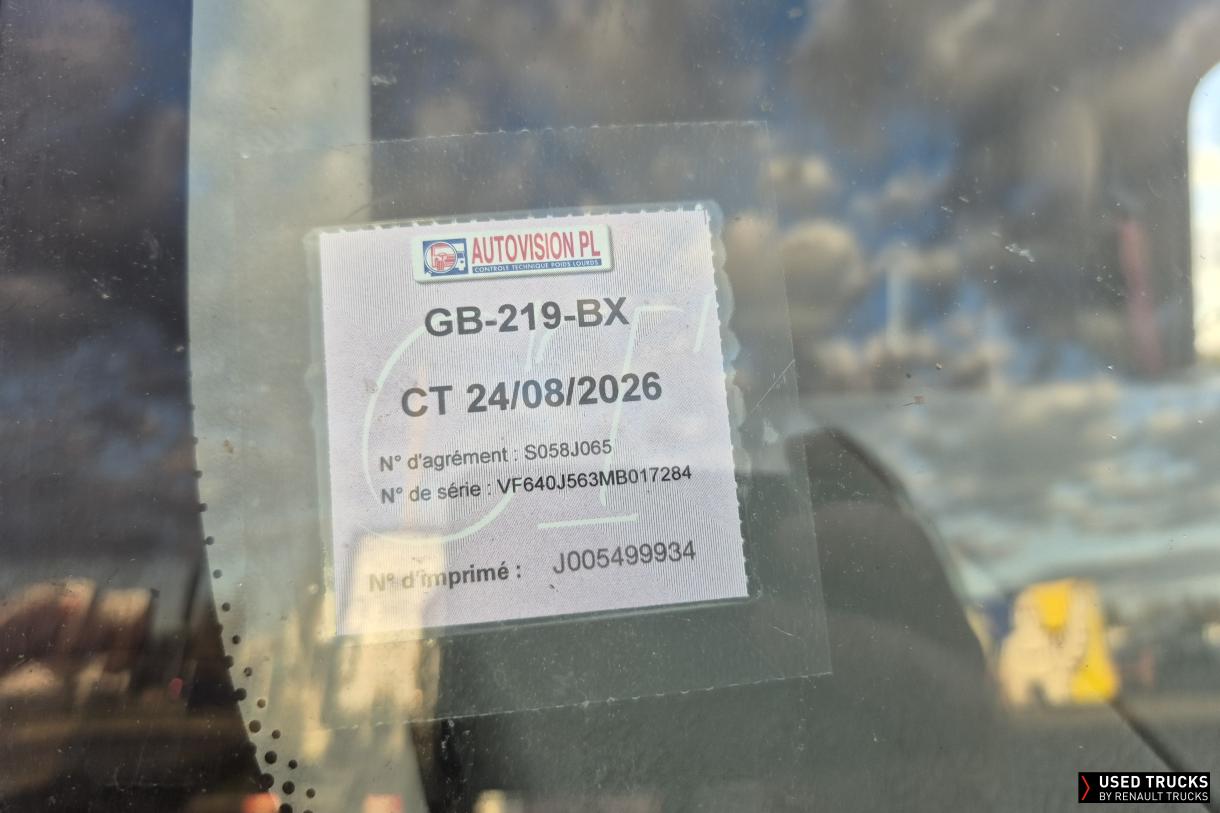 AUTOVISION PL
CONTROLE TECHNIQUE POIDS LOURDS
GB-219-BX
CT 24/08/2026
N° d'agrément : S058J065
N° de série : VF640J563MB017284
N° d'imprimé : J005499934
CT
USED TRUCKS
BY RENAULT TRUCKS